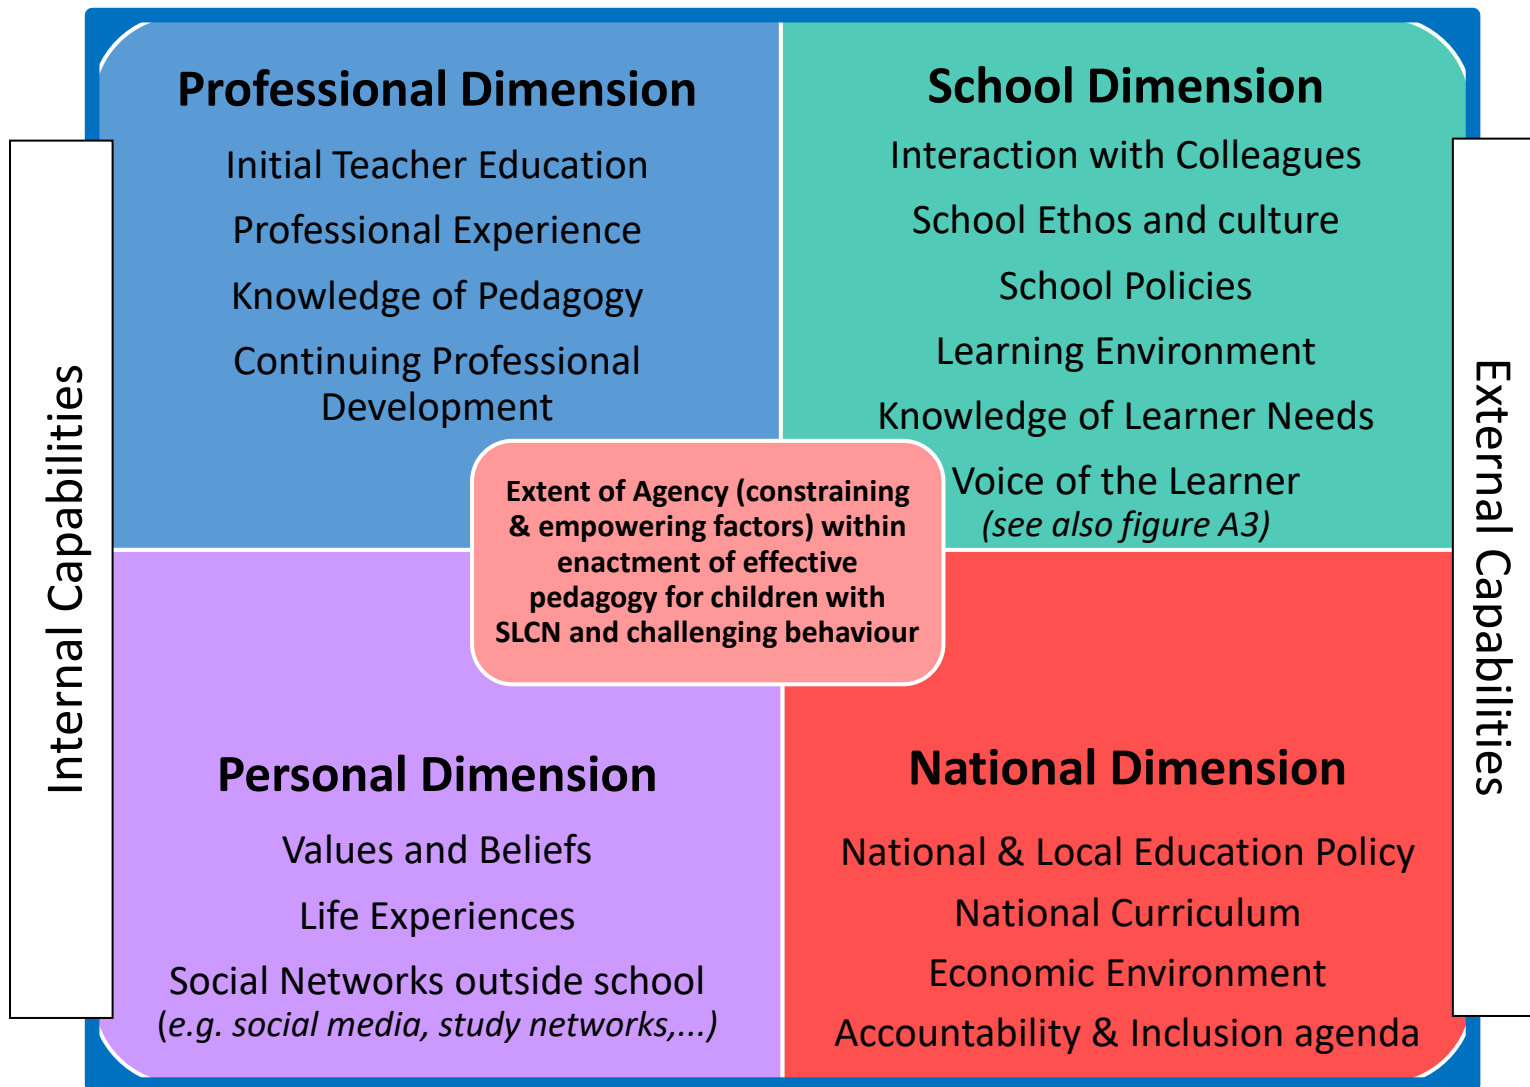 Internal Capabilities
Professional Dimension
Initial Teacher Education
Professional Experience
Knowledge of Pedagogy
Continuing Professional
Development
School Dimension
Interaction with Colleagues
School Ethos and culture
School Policies
Learning Environment
Knowledge of Learner Needs
Voice of the Learner
(see also figure A3)
Extent of Agency (constraining
& empowering factors) within
enactment of effective
pedagogy for children with
SLCN and challenging behaviour
Personal Dimension
Values and Beliefs
Life Experiences
Social Networks outside school
(e.g. social media, study networks,...)
National Dimension
National & Local Education Policy
National Curriculum
Economic Environment
Accountability & Inclusion agenda
External Capabilities